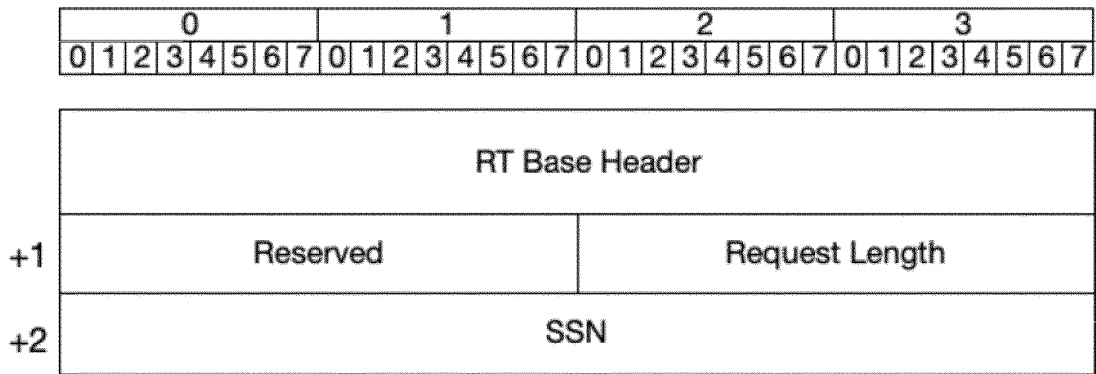 0 1 2 3
0 1 2 3 4 5 6 7 0 1 2 3 4 5 6 7 0 1 2 3 4 5 6 7 0 1 2 3 4 5 6 7
RT Base Header
+1 Reserved Request Length
+2 SSN